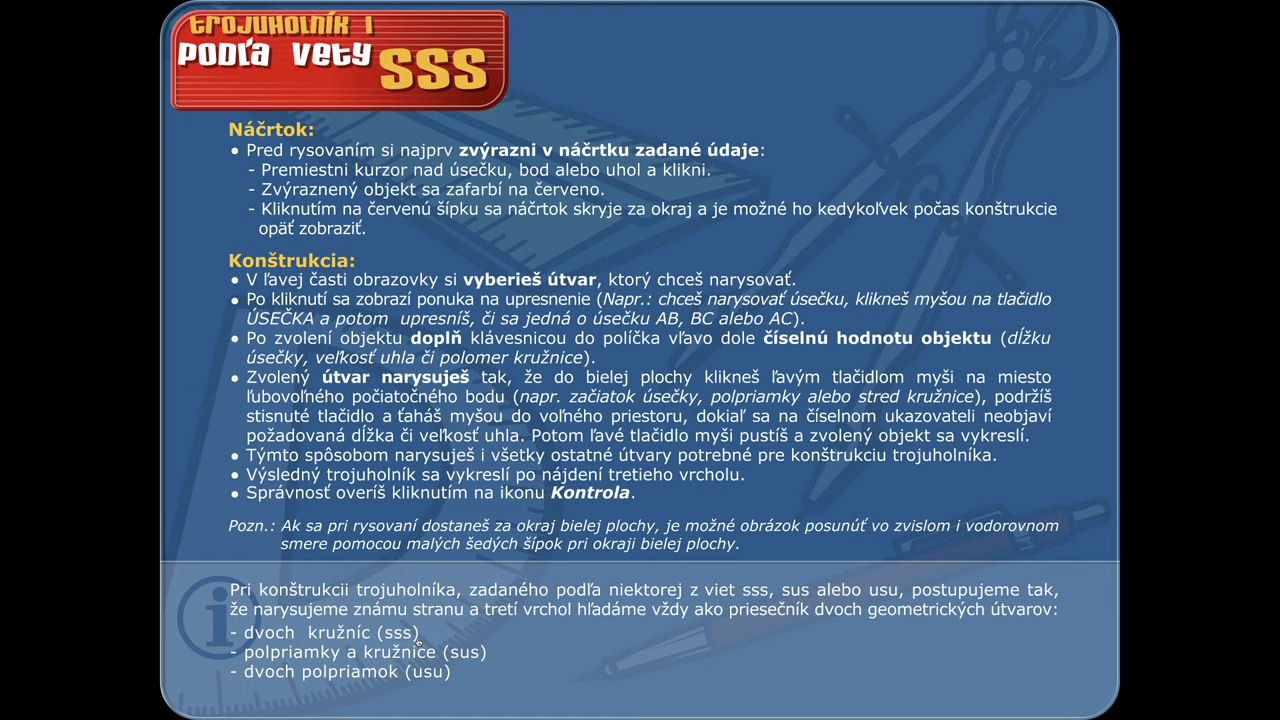 trojuholník I
podľa vety SSS
Náčrtok:
● Pred rysovaním si najprv zvýrazni v náčrtku zadané údaje:
- Premiestni kurzor nad úsečku, bod alebo uhol a klikni.
- Zvýraznený objekt sa zafarbí na červeno.
- Kliknutím na červenú šípku sa náčrtok skryje za okraj a je možné ho kedykoľvek počas konštrukcie
opäť zobraziť.
Konštrukcia:
● V ľavej časti obrazovky si vyberieš útvar, ktorý chceš narysovať.
● Po kliknutí sa zobrazí ponuka na upresnenie (Napr.: chceš narysovať úsečku, klikneš myšou na tlačidlo
ÚSEČKA a potom upresníš, či sa jedná o úsečku AB, BC alebo AC).
● Po zvolení objektu doplň klávesnicou do políčka vľavo dole číselnú hodnotu objektu (dĺžku
úsečky, veľkosť uhla či polomer kružnice).
● Zvolený útvar narysuješ tak, že do bielej plochy klikneš ľavým tlačidlom myši na miesto
ľubovoľného počiatočného bodu (napr. začiatok úsečky, polpriamky alebo stred kružnice), podržíš
stisnuté tlačidlo a ťaháš myšou do voľného priestoru, dokiaľ sa na číselnom ukazovateli neobjaví
požadovaná dĺžka či veľkosť uhla. Potom ľavé tlačidlo myši pustíš a zvolený objekt sa vykreslí.
● Týmto spôsobom narysuješ i všetky ostatné útvary potrebné pre konštrukciu trojuholníka.
● Výsledný trojuholník sa vykreslí po nájdení tretieho vrcholu.
● Správnosť overíš kliknutím na ikonu Kontrola.
Pozn.: Ak sa pri rysovaní dostaneš za okraj bielej plochy, je možné obrázok posunúť vo zvislom i vodorovnom
smere pomocou malých šedých šípok pri okraji bielej plochy.
Pri konštrukcii trojuholníka, zadaného podľa niektorej z viet sss, sus alebo usu, postupujeme tak,
že narysujeme známu stranu a tretí vrchol hľadáme vždy ako priesečník dvoch geometrických útvarov:
- dvoch kružníc (sss)
- polpriamky a kružnice (sus)
- dvoch polpriamok (usu)